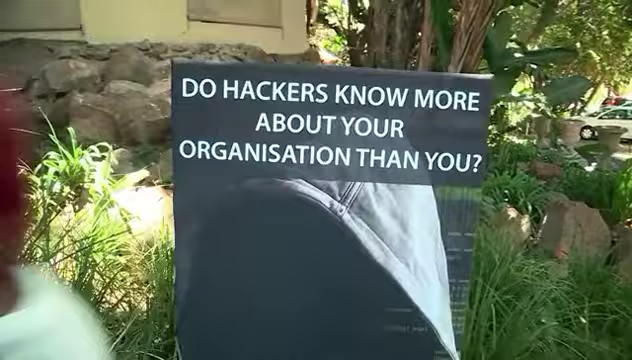 DO HACKERS KNOW MORE
ABOUT YOUR
ORGANISATION THAN YOU?